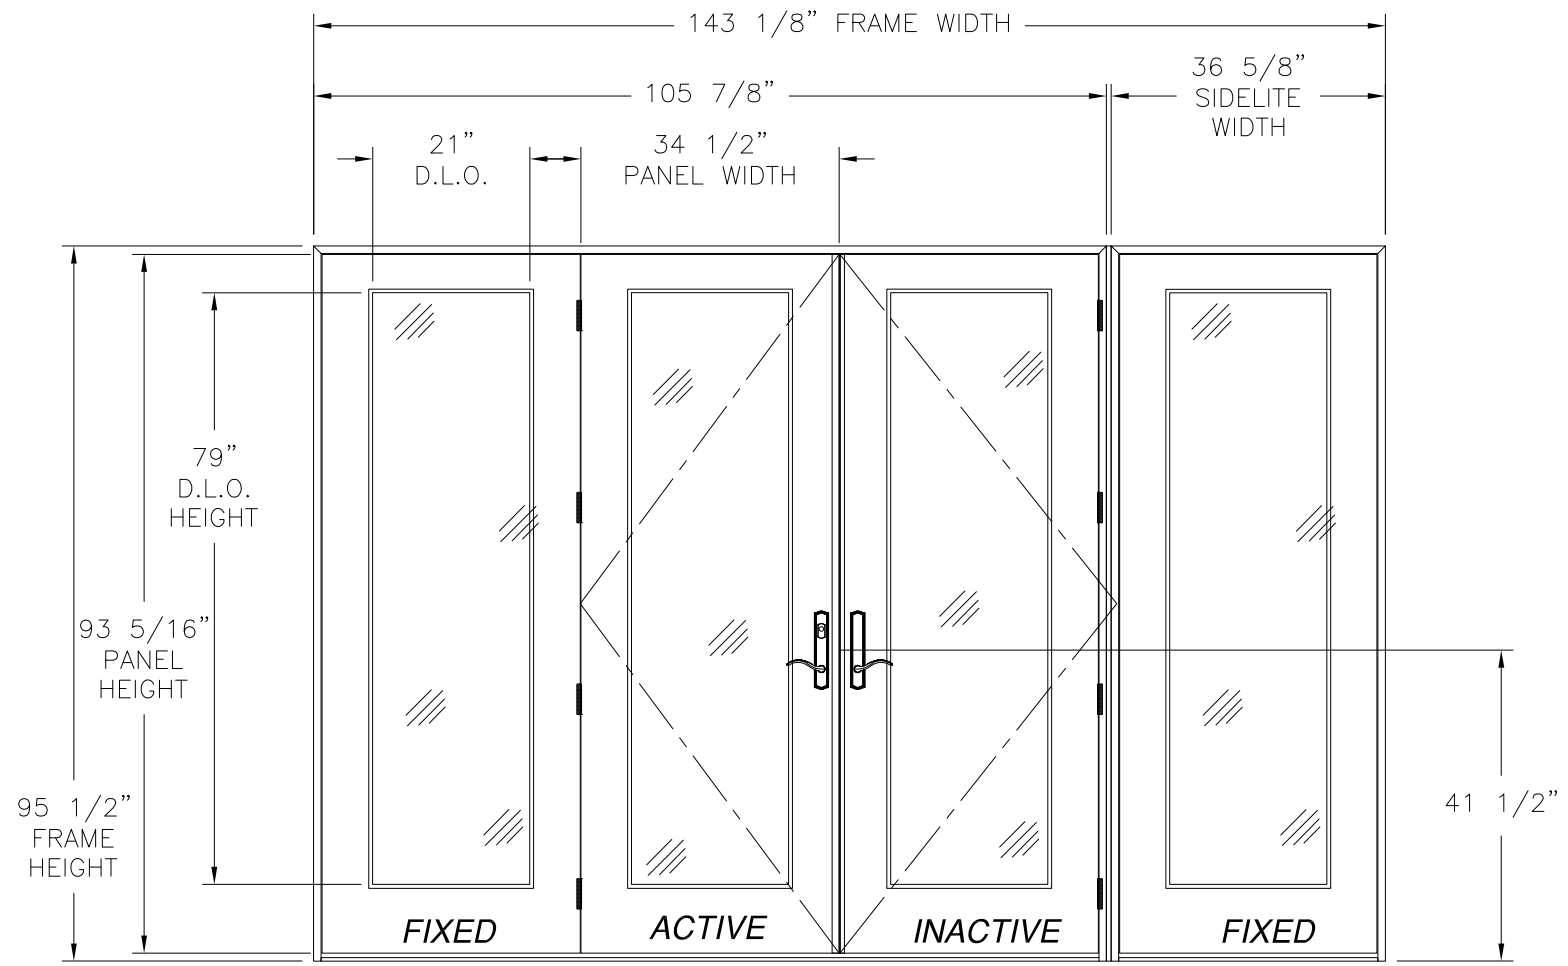 143 1/8” FRAME WIDTH
105 7/8”
36 5/8”
SIDELITE
WIDTH
21”
D.L.O.
34 1/2”
PANEL WIDTH
79”
D.L.O.
HEIGHT
93 5/16”
PANEL
HEIGHT
95 1/2”
FRAME
HEIGHT
41 1/2”
FIXED
ACTIVE
INACTIVE
FIXED